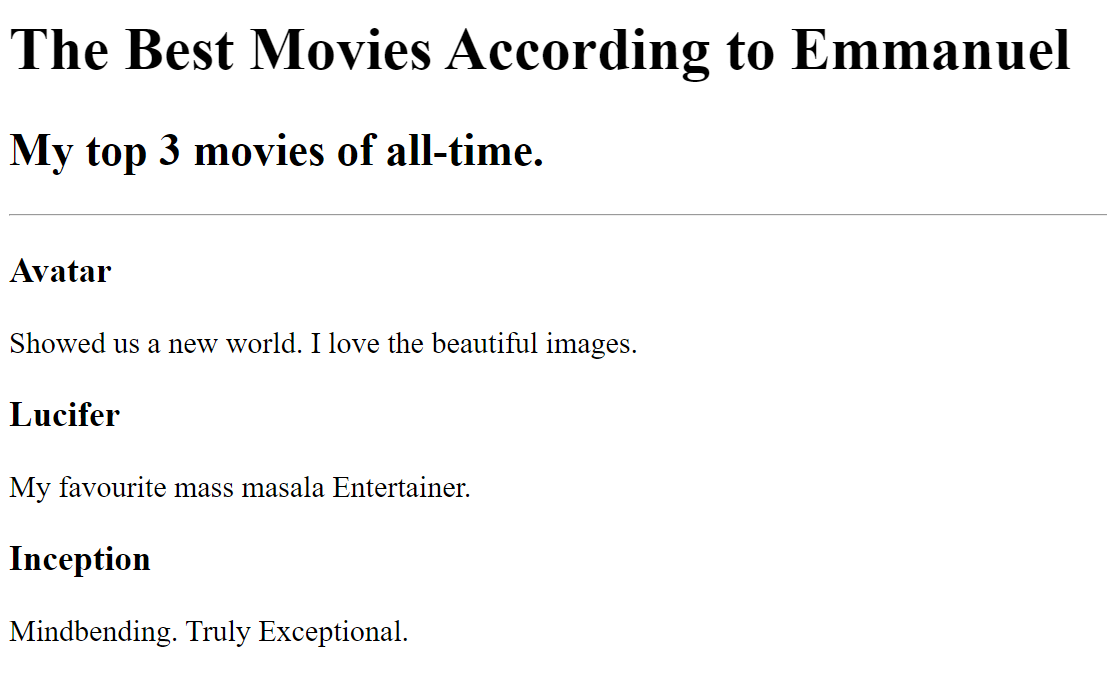 The Best Movies According to Emmanuel
My top 3 movies of all-time.
Avatar
Showed us a new world. I love the beautiful images.
Lucifer
My favourite mass masala Entertainer.
Inception
Mindbending. Truly Exceptional.